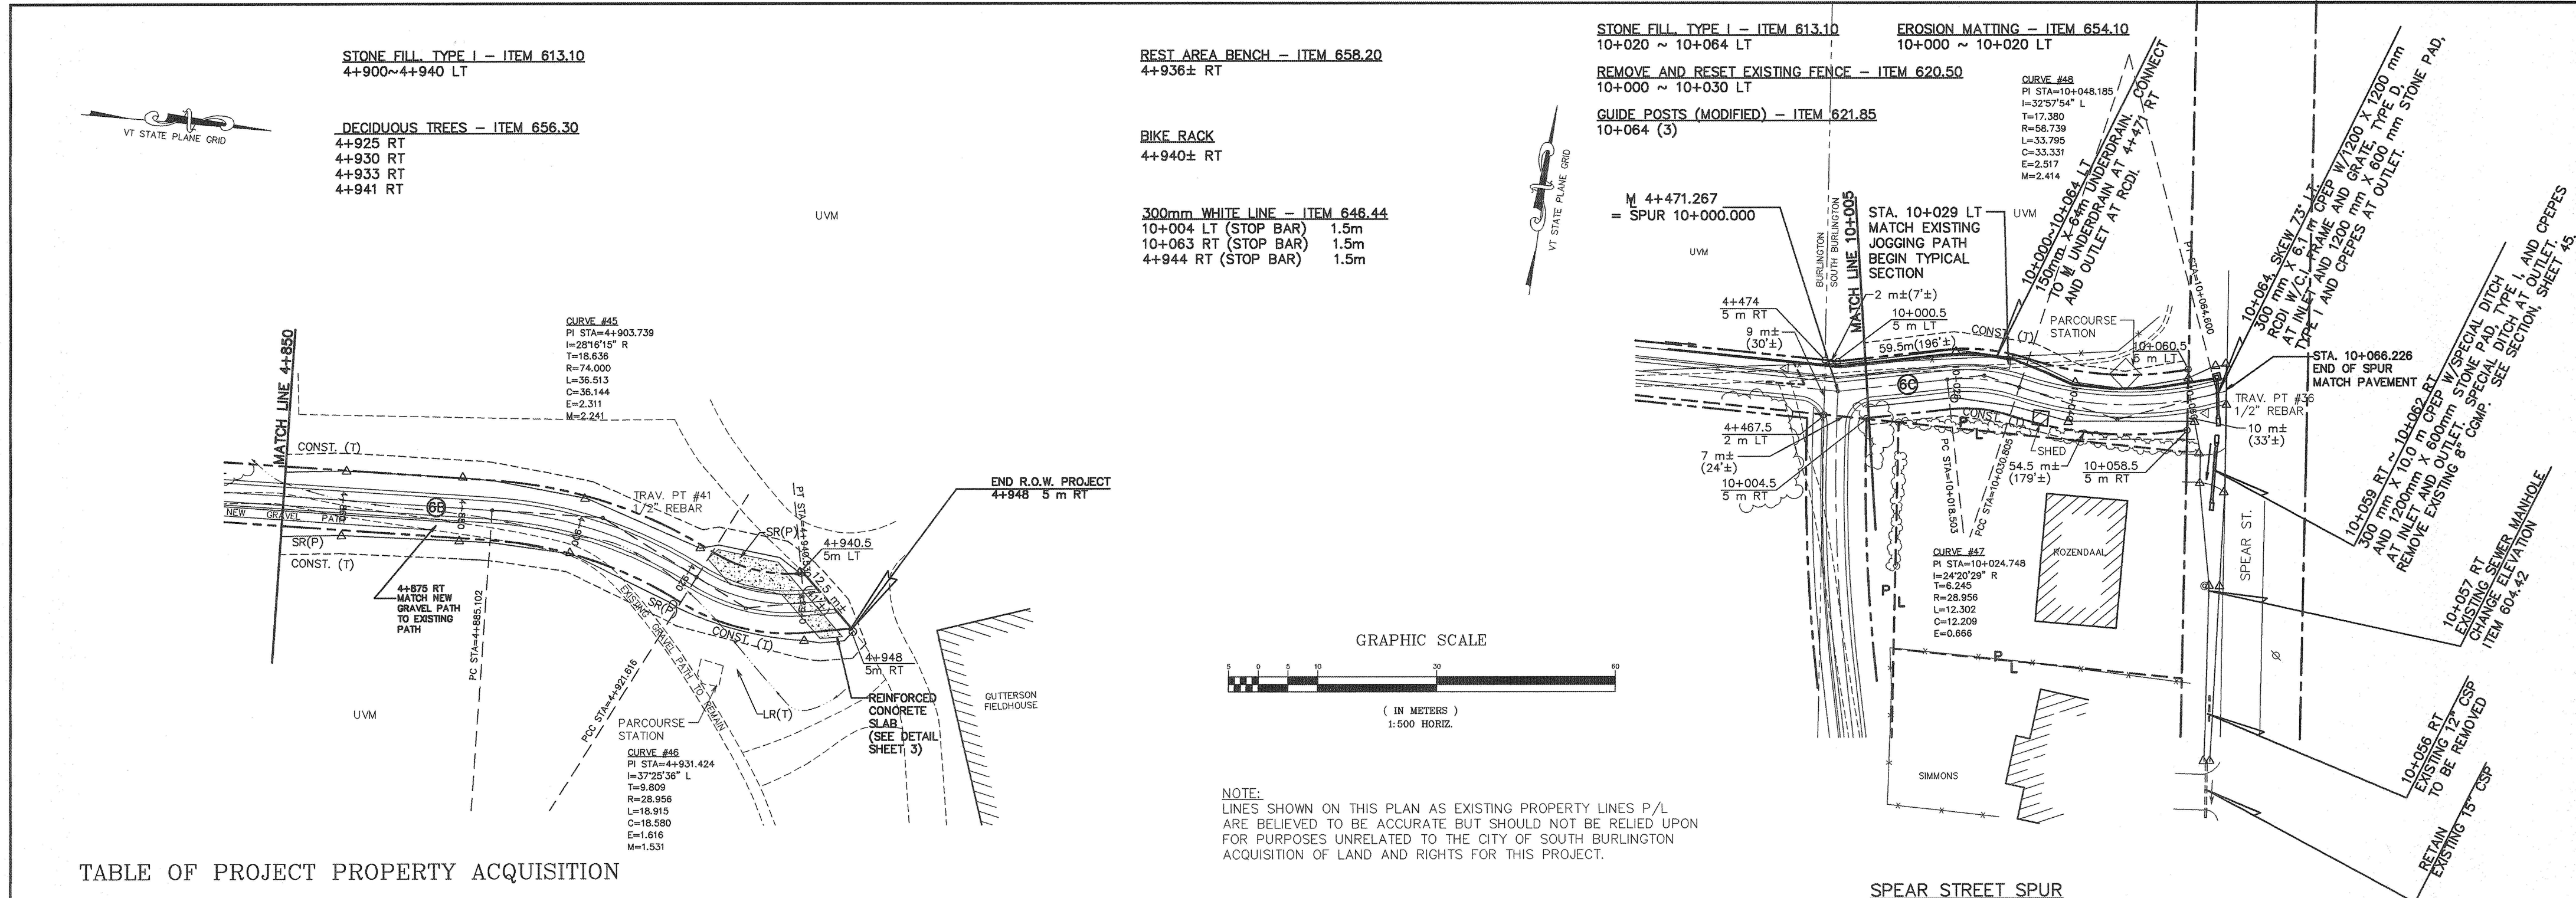 STONE FILL, TYPE I – ITEM 613.10
4+900~4+940 LT
VT STATE PLANE GRID
DECIDUOUS TREES – ITEM 656.30
4+925 RT
4+930 RT
4+933 RT
4+941 RT
UVM
REST AREA BENCH – ITEM 658.20
4+936± RT
BIKE RACK
4+940± RT
300mm WHITE LINE – ITEM 646.44
10+004 LT (STOP BAR) 1.5m
10+063 RT (STOP BAR) 1.5m
4+944 RT (STOP BAR) 1.5m
CURVE #45
PI STA=4+903.739
I=28°16'15" R
T=18.636
R=74.000
L=36.513
C=36.144
E=2.311
M=2.241
MATCH LINE 4+850
CONST. (T)
TRAV. PT #41
1/2" REBAR
PT STA=4+940
SR(P)
4+940.5
5m LT
12.5 m±
END R.O.W. PROJECT
4+948 5 m RT
6B
4+860
4+880
4+900
4+920
4+940
NEW GRAVEL PATH
SR(P)
CONST. (T)
4+875 RT
MATCH NEW
GRAVEL PATH
TO EXISTING
PATH
PC STA=4+885.102
PCC STA=4+921.616
EXISTING GRAVEL PATH TO REMAIN
SR(P)
CONST. (T)
4+948
5m RT
REINFORCED
CONCRETE
SLAB
(SEE DETAIL
SHEET 3)
GUTTERSON
FIELDHOUSE
LR(T)
UVM
PARCOURSE
STATION
CURVE #46
PI STA=4+931.424
I=37°25'36" L
T=9.809
R=28.956
L=18.915
C=18.580
E=1.616
M=1.531
TABLE OF PROJECT PROPERTY ACQUISITION
GRAPHIC SCALE
5 0 5 10 30 60
( IN METERS )
1:500 HORIZ.
NOTE:
LINES SHOWN ON THIS PLAN AS EXISTING PROPERTY LINES P/L
ARE BELIEVED TO BE ACCURATE BUT SHOULD NOT BE RELIED UPON
FOR PURPOSES UNRELATED TO THE CITY OF SOUTH BURLINGTON
ACQUISITION OF LAND AND RIGHTS FOR THIS PROJECT.
STONE FILL, TYPE I – ITEM 613.10
10+020 ~ 10+064 LT
EROSION MATTING – ITEM 654.10
10+000 ~ 10+020 LT
REMOVE AND RESET EXISTING FENCE – ITEM 620.50
10+000 ~ 10+030 LT
GUIDE POSTS (MODIFIED) – ITEM 621.85
10+064 (3)
VT STATE PLANE GRID
CURVE #48
PI STA=10+048.185
I=32°57'54" L
T=17.380
R=58.739
L=33.795
C=33.331
E=2.517
M=2.414
4+471.267
= SPUR 10+000.000
UVM
BURLINGTON
SOUTH BURLINGTON
MATCH LINE 10+005
STA. 10+029 LT
MATCH EXISTING
JOGGING PATH
BEGIN TYPICAL
SECTION
UVM
10+000~10+064 LT
150mm X 64m UNDERDRAIN. CONNECT
TO UNDERDRAIN AT 4+471 RT
AND OUTLET AT RCDI.
10+064, SKEW 73° LT.
300 mm X 6.1 m CPEP W/1200 X 1200 mm
RCDI W/C.I. FRAME AND GRATE, TYPE D,
AT INLET AND 1200 mm X 600 mm STONE PAD,
TYPE I AND CPEPES AT OUTLET.
PT STA=10+064.600
4+474
5 m RT
9 m±
(30'±)
2 m±(7'±)
10+000.5
5 m LT
59.5m(196'±)
CONST (T)
PARCOURSE
STATION
10+060.5
5 m LT
STA. 10+066.226
END OF SPUR
MATCH PAVEMENT
TRAV. PT #36
1/2" REBAR
10 m±
(33'±)
6C
10+020
10+040
10+060
CONST
P L
SHED
4+467.5
2 m LT
7 m±
(24'±)
10+004.5
5 m RT
PC STA=10+018.503
PCC STA=10+030.805
54.5 m±
(179'±)
10+058.5
5 m RT
10+059 RT ~ 10+062 RT
300 mm X 10.0 m CPEP W/SPECIAL DITCH
AND 1200mm X 600mm STONE PAD, TYPE I, AND CPEPES
AT INLET AND OUTLET. SPECIAL DITCH AT OUTLET.
REMOVE EXISTING 8" CGMP. SEE SECTION, SHEET 45.
CURVE #47
PI STA=10+024.748
I=24°20'29" R
T=6.245
R=28.956
L=12.302
C=12.209
E=0.666
ROZENDAAL
SPEAR ST.
10+057 RT
EXISTING SEWER MANHOLE
CHANGE ELEVATION
ITEM 604.42
P L
P L
SIMMONS
10+056 RT
EXISTING 12" CSP
TO BE REMOVED
RETAIN
EXISTING 15" CSP
SPEAR STREET SPUR